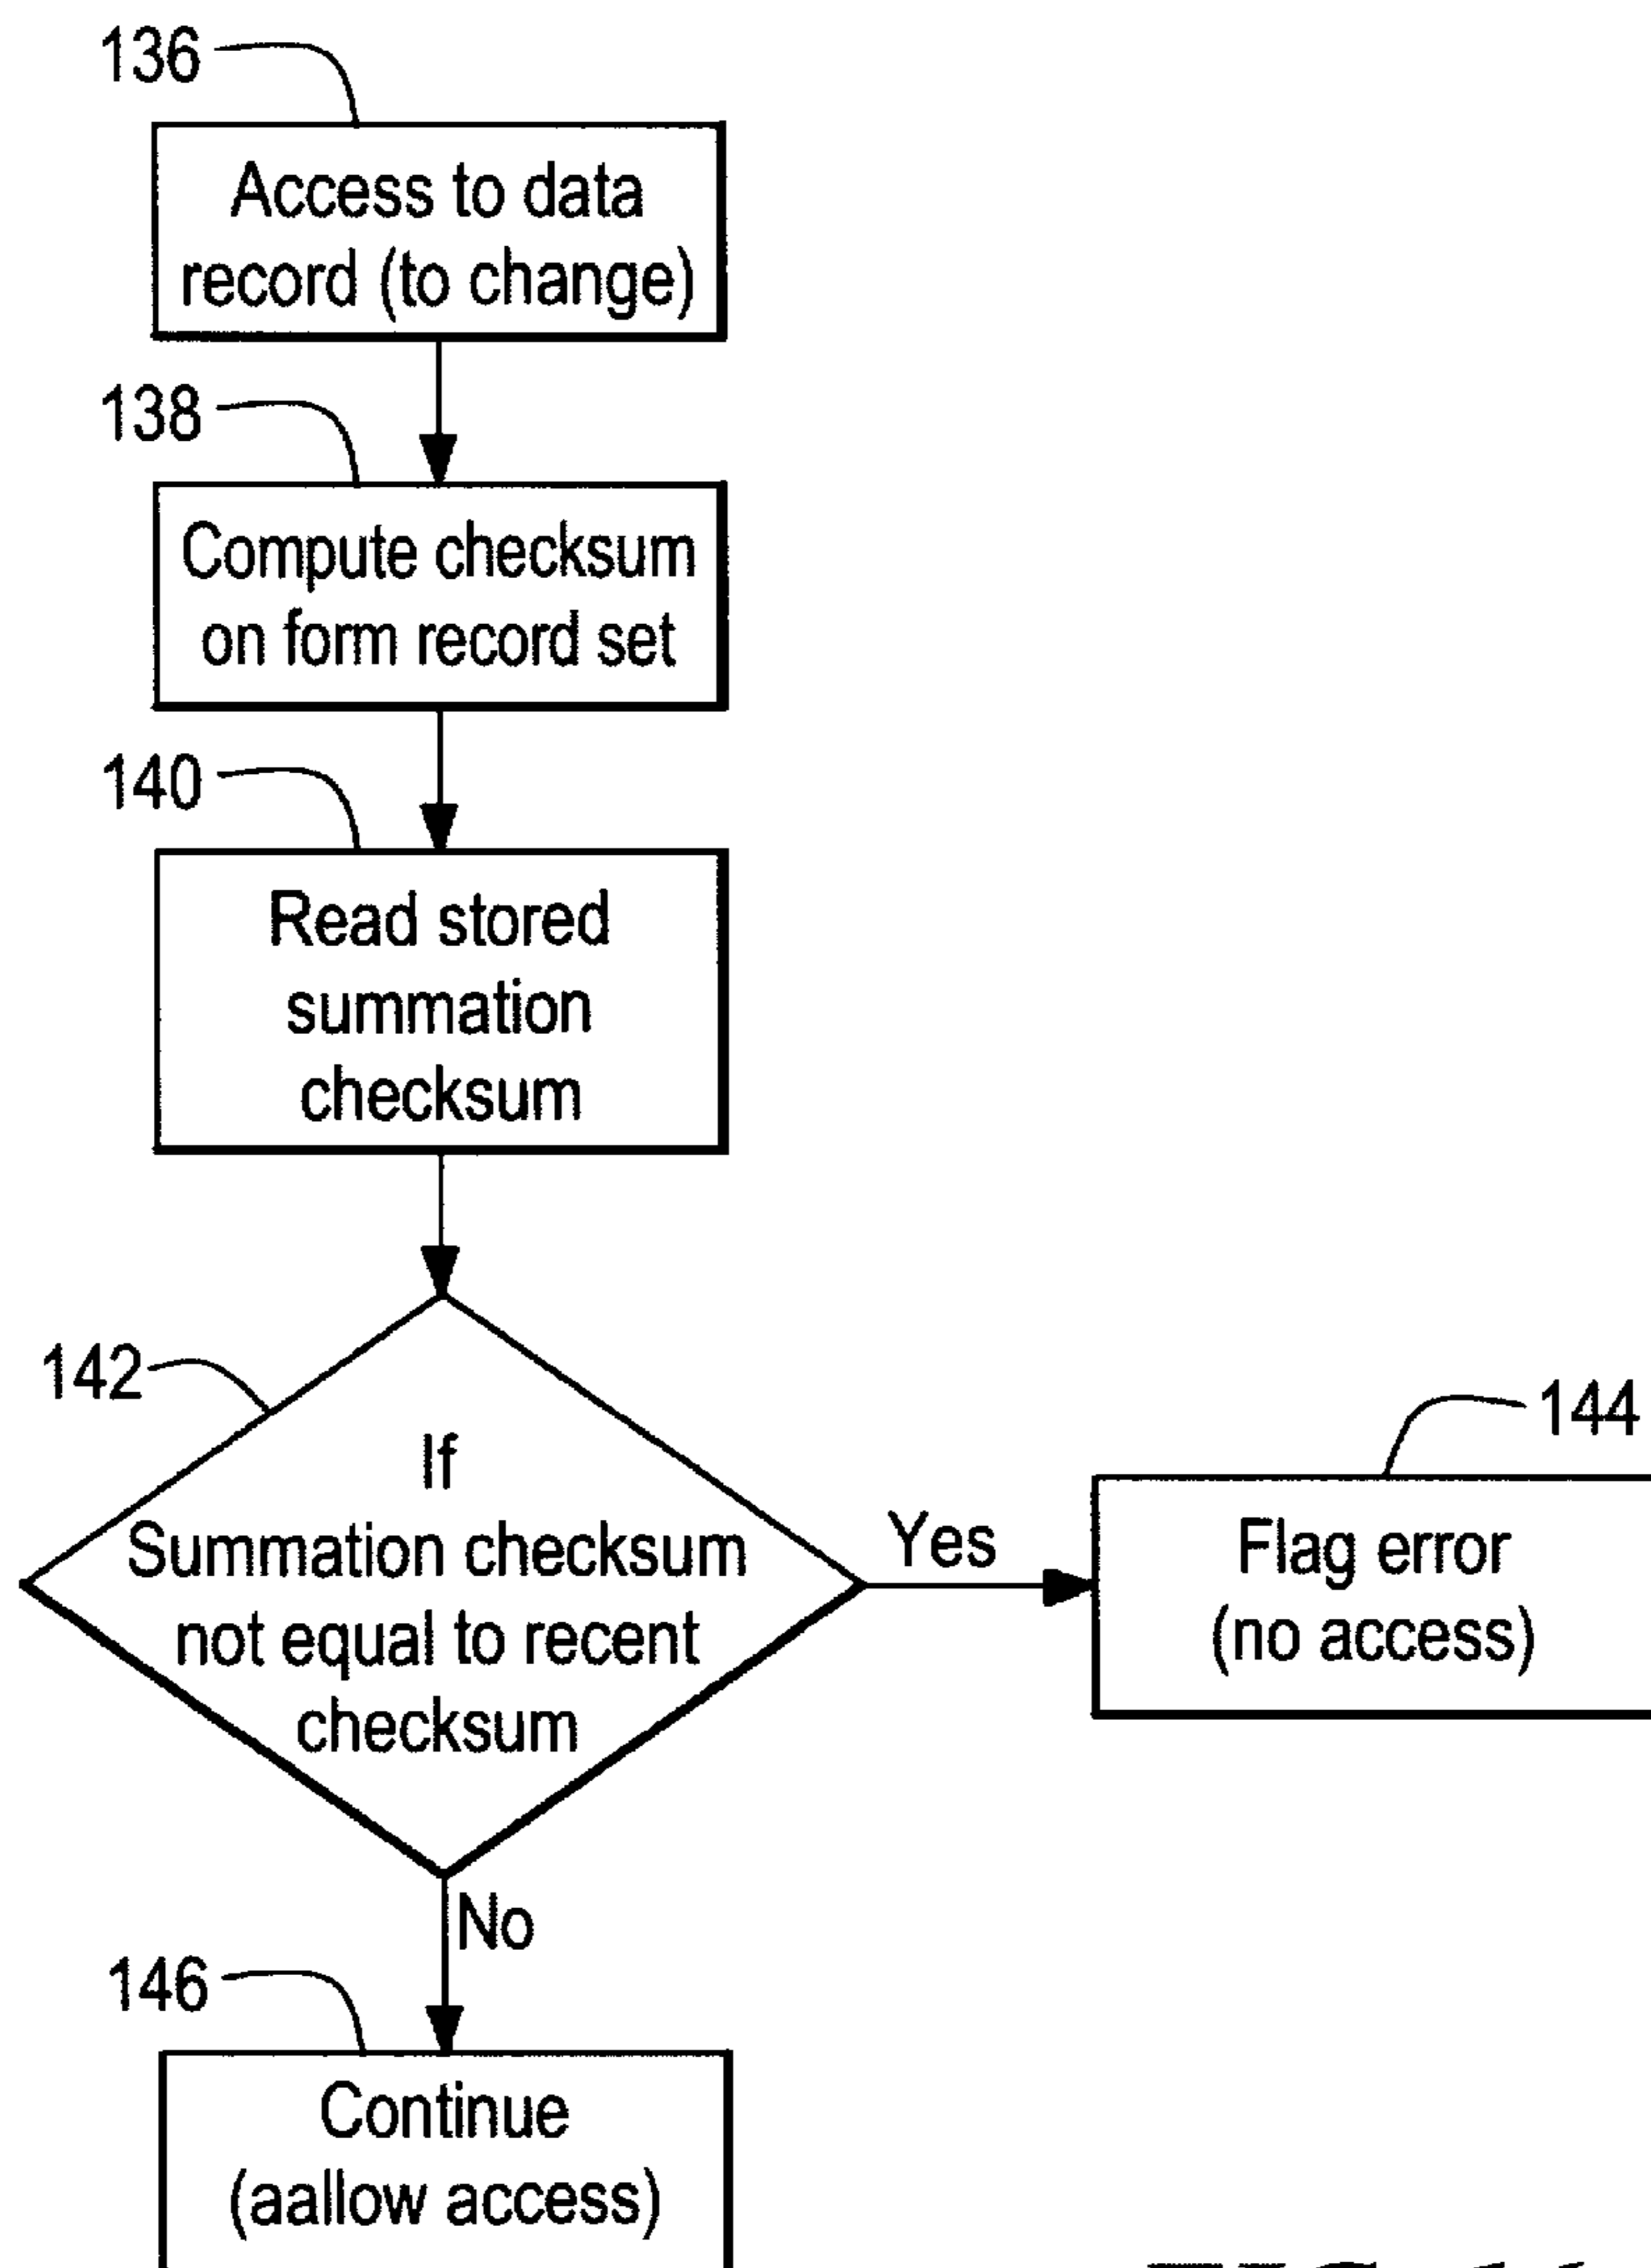 136
Access to data
record (to change)
138
Compute checksum
on form record set
140
Read stored
summation
checksum
142
If
Summation checksum
not equal to recent
checksum
Yes
144
Flag error
(no access)
No
146
Continue
(aallow access)